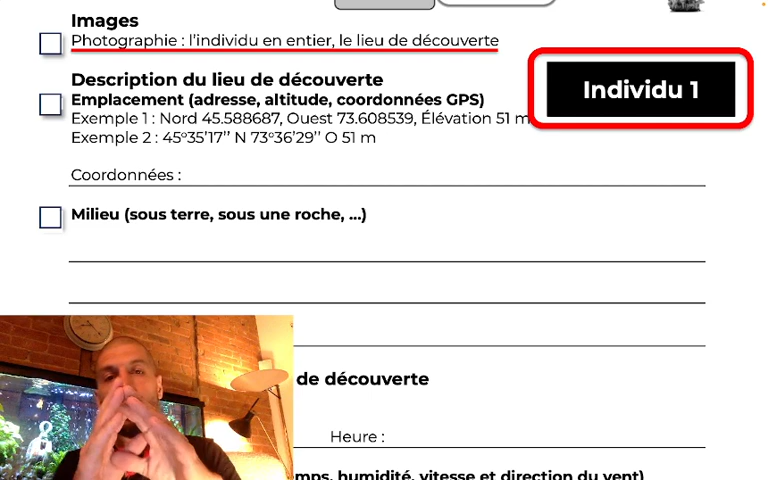 Images
Photographie : l'individu en entier, le lieu de découverte
Individu 1
Description du lieu de découverte
Emplacement (adresse, altitude, coordonnées GPS)
Exemple 1 : Nord 45.588687, Ouest 73.608539, Élévation 51 m
Exemple 2 : 45°35'17'' N 73°36'29'' O 51 m
Coordonnées :
Milieu (sous terre, sous une roche, ...)
de découverte
Heure :
humidité, vitesse et direction du vent)